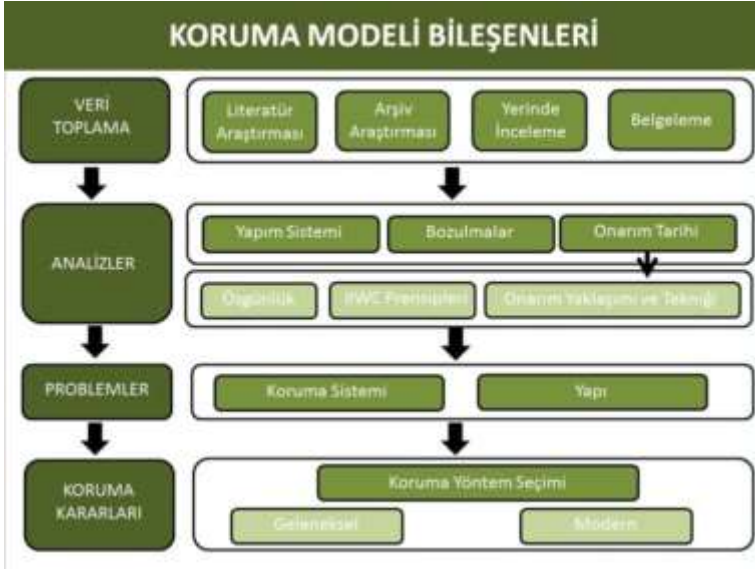 KORUMA MODELİ BİLEŞENLERİ
VERİ
TOPLAMA
Literatür
Araştırması
Arşiv
Araştırması
Yerinde
İnceleme
Belgeleme
ANALİZLER
Yapım Sistemi
Bozulmalar
Onarım Tarihi
Özgünlük
IIWC Prensipleri
Onarım Yaklaşımı ve Tekniği
PROBLEMLER
Koruma Sistemi
Yapı
KORUMA
KARARLARI
Koruma Yöntem Seçimi
Geleneksel
Modern